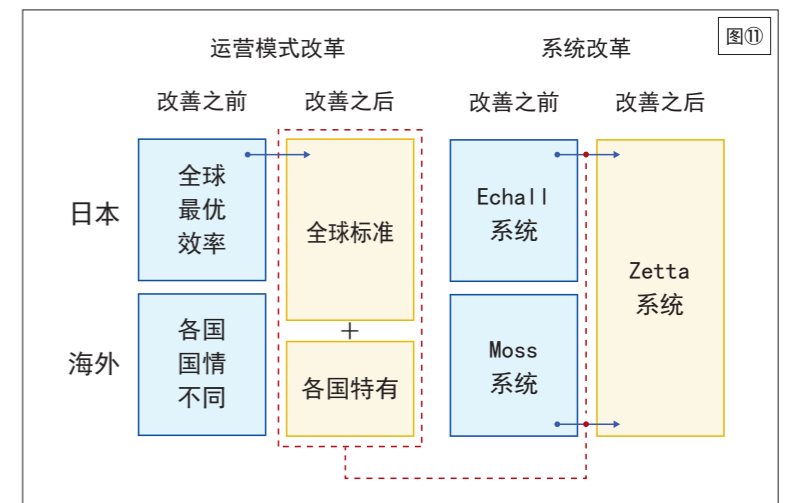 图⑪
运营模式改革
系统改革
改善之前
改善之后
改善之前
改善之后
日本
全球
最优
效率
全球标准
Echall
系统
Zetta
系统
海外
各国
国情
不同
+
各国特有
Moss
系统